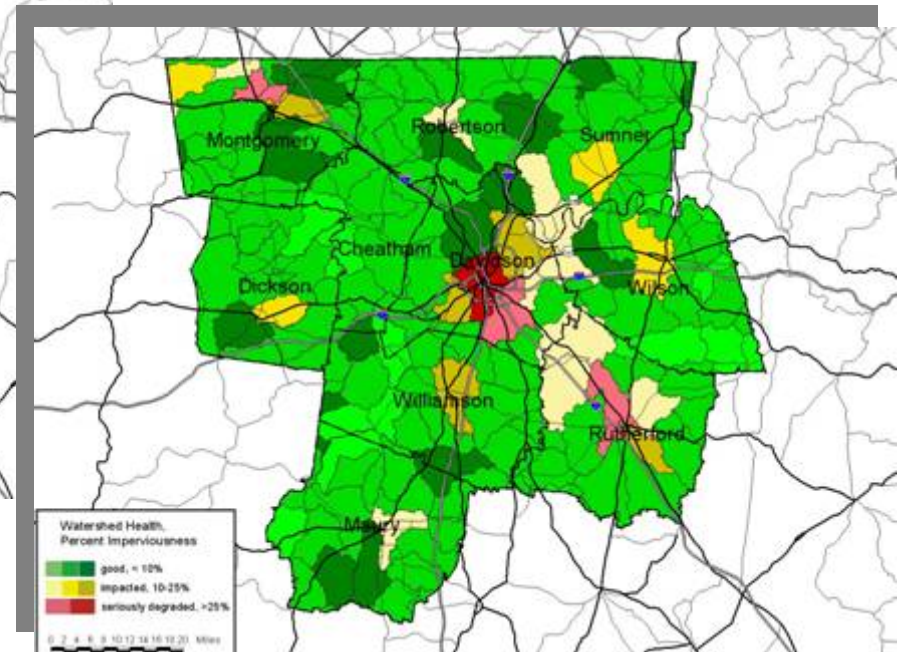 Montgomery
Robertson
Sumner
Cheatham
Davidson
Dickson
Wilson
Williamson
Rutherford
Maury
Watershed Health,
Percent Imperviousness
good, < 10%
impacted, 10-25%
seriously degraded, >25%
0 2 4 6 8 10 12 14 16 18 20 Miles